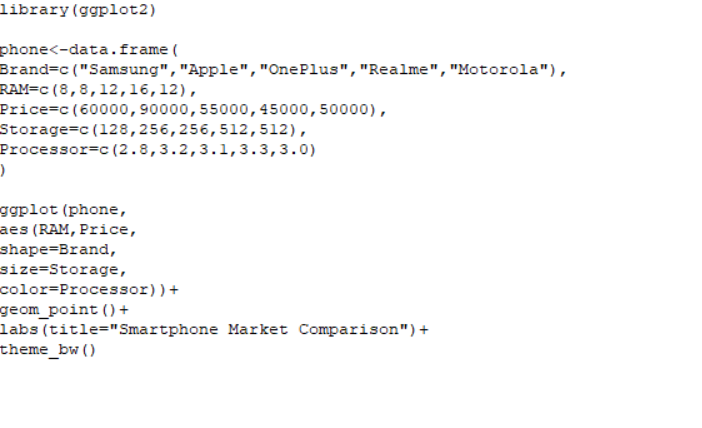 library(ggplot2)
phone<-data.frame(
Brand=c("Samsung","Apple","OnePlus","Realme","Motorola"),
RAM=c(8,8,12,16,12),
Price=c(60000,90000,55000,45000,50000),
Storage=c(128,256,256,512,512),
Processor=c(2.8,3.2,3.1,3.3,3.0)
)
ggplot(phone,
aes(RAM,Price,
shape=Brand,
size=Storage,
color=Processor))+
geom_point()+
labs(title="Smartphone Market Comparison")+
theme_bw()